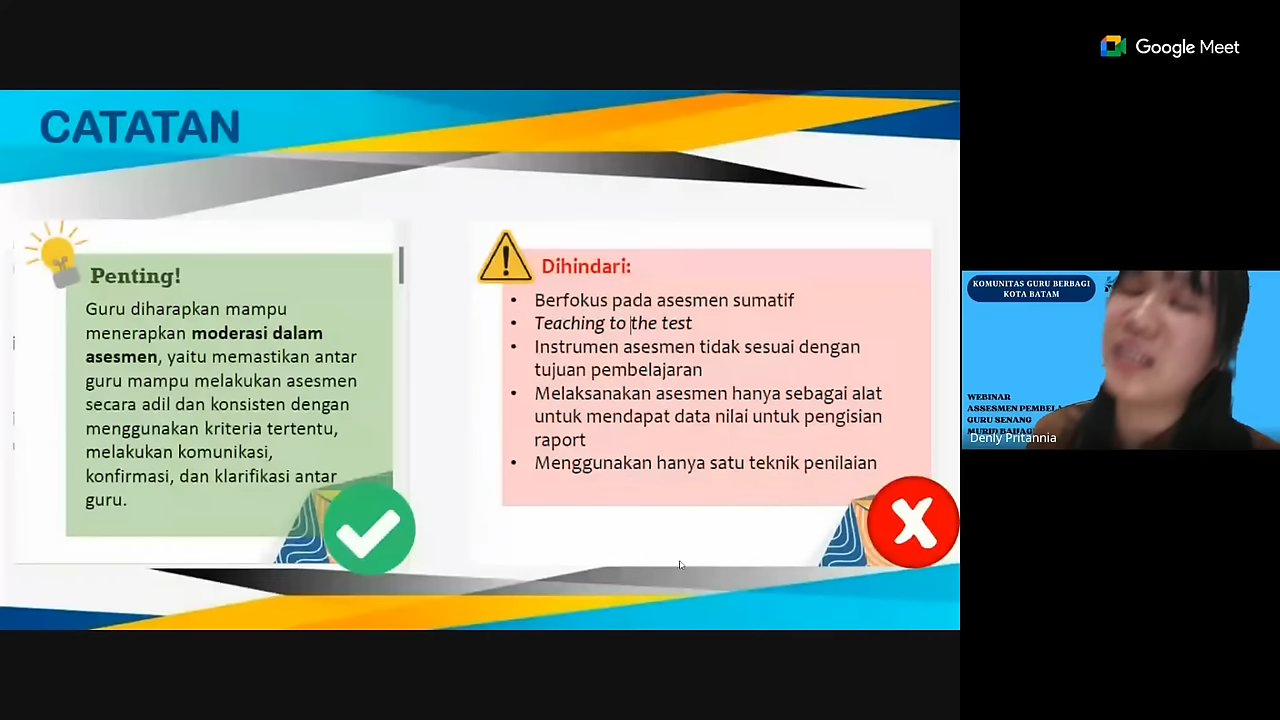 Google Meet
CATATAN
Penting!
Guru diharapkan mampu
menerapkan moderasi dalam
asesmen, yaitu memastikan antar
guru mampu melakukan asesmen
secara adil dan konsisten dengan
menggunakan kriteria tertentu,
melakukan komunikasi,
konfirmasi, dan klarifikasi antar
guru.
Dihindari:
• Berfokus pada asesmen sumatif
• Teaching to the test
• Instrumen asesmen tidak sesuai dengan
tujuan pembelajaran
• Melaksanakan asesmen hanya sebagai alat
untuk mendapat data nilai untuk pengisian
raport
• Menggunakan hanya satu teknik penilaian
KOMUNITAS GURU BERBAGI
KOTA BATAM
WEBINAR
ASSESMEN
GURU SENANG
Denly Pritannia